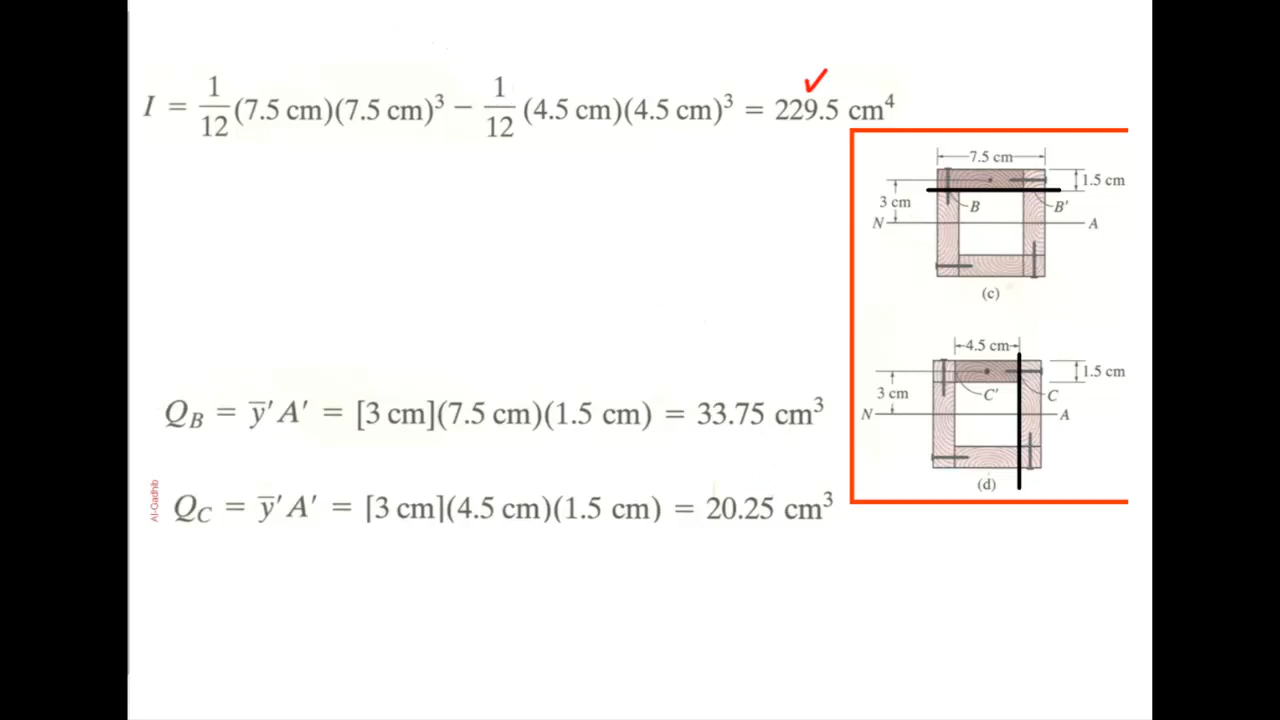 I = 1/12 (7.5 cm)(7.5 cm)³ − 1/12 (4.5 cm)(4.5 cm)³ = 229.5 cm⁴
7.5 cm
1.5 cm
3 cm
B
B'
N
A
(c)
4.5 cm
1.5 cm
3 cm
C'
C
N
A
(d)
Q_B = y̅'A' = [3 cm](7.5 cm)(1.5 cm) = 33.75 cm³
Q_C = y̅'A' = [3 cm](4.5 cm)(1.5 cm) = 20.25 cm³
Al-Gadhib